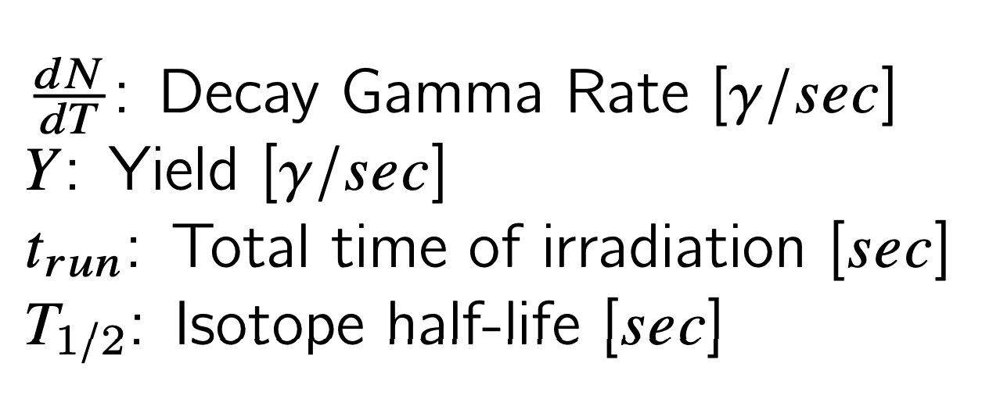 dN/dT: Decay Gamma Rate [γ/sec]
Y: Yield [γ/sec]
t_run: Total time of irradiation [sec]
T_1/2: Isotope half-life [sec]